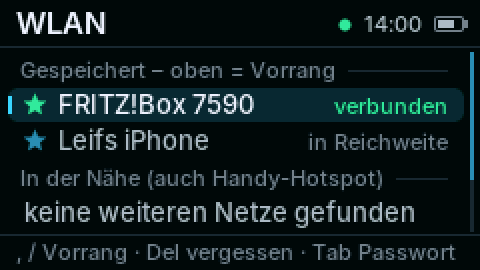 WLAN
14:00
Gespeichert – oben = Vorrang
FRITZ!Box 7590 verbunden
Leifs iPhone in Reichweite
In der Nähe (auch Handy-Hotspot)
keine weiteren Netze gefunden
, / Vorrang · Del vergessen · Tab Passwort